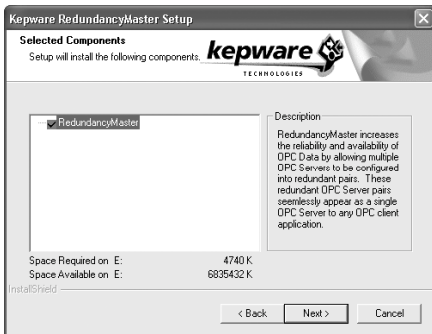 Kepware RedundancyMaster Setup
Selected Components
Setup will install the following components.
kepware
TECHNOLOGIES
RedundancyMaster
Description
RedundancyMaster increases
the reliability and availability of
OPC Data by allowing multiple
OPC Servers to be configured
into redundant pairs. These
redundant OPC Server pairs
seemlessly appear as a single
OPC Server to any OPC client
application.
Space Required on E: 4740 K
Space Available on E: 6835432 K
InstallShield
< Back Next > Cancel